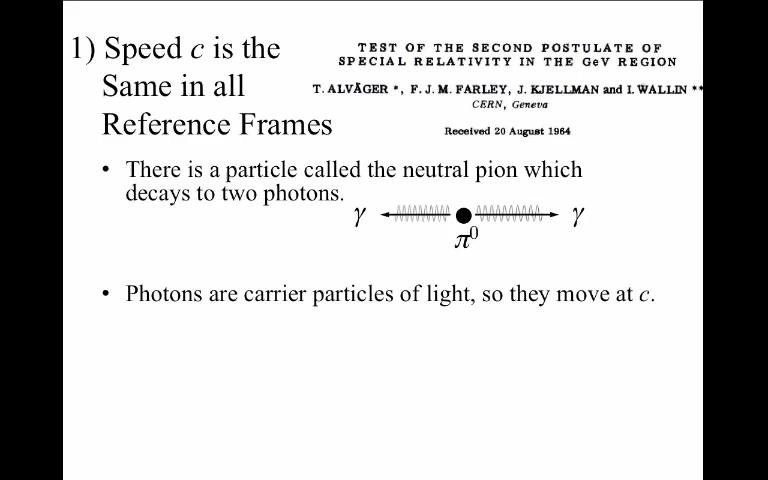 1) Speed c is the
Same in all
Reference Frames
TEST OF THE SECOND POSTULATE OF
SPECIAL RELATIVITY IN THE GeV REGION
T. ALVÄGER *, F. J. M. FARLEY, J. KJELLMAN and I. WALLIN **
CERN, Geneva
Received 20 August 1964
• There is a particle called the neutral pion which
decays to two photons.
γ γ
π⁰
• Photons are carrier particles of light, so they move at c.